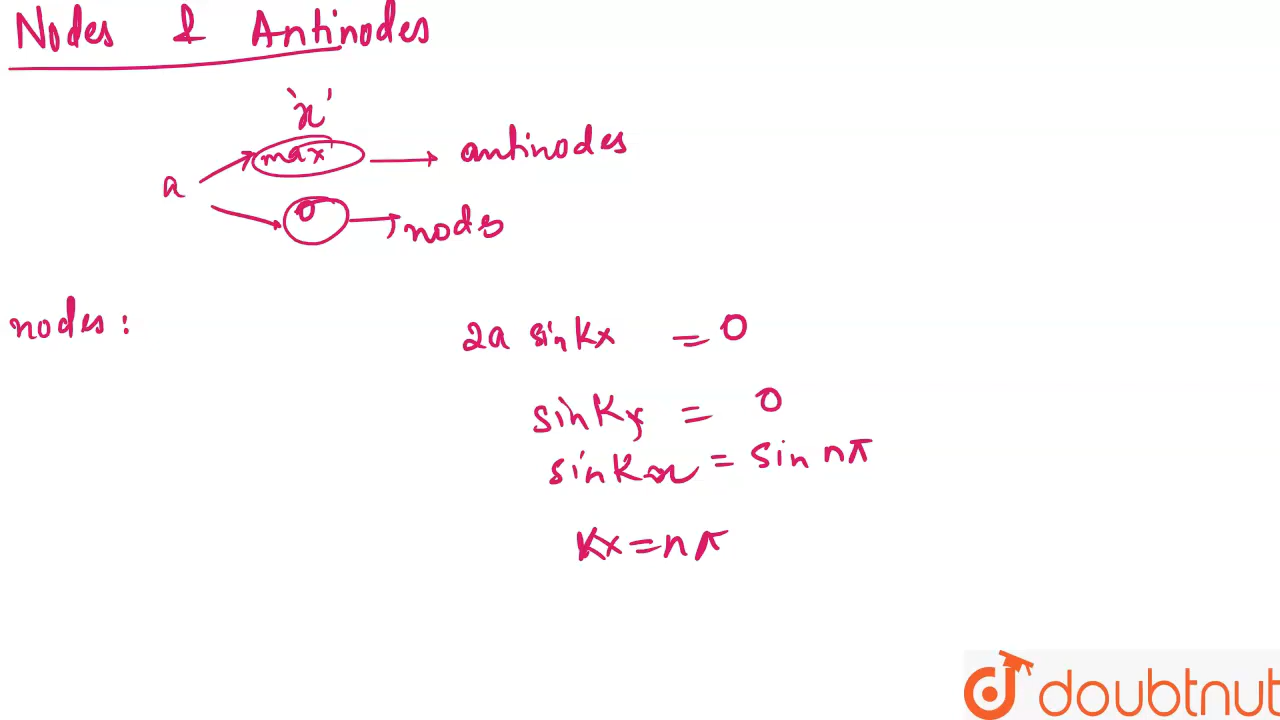 Nodes & Antinodes
'x'
max → antinodes
a
0 → nodes
nodes :
2a sin Kx = 0
sin Kx = 0
sin Kx = sin nπ
Kx = nπ
doubtnut